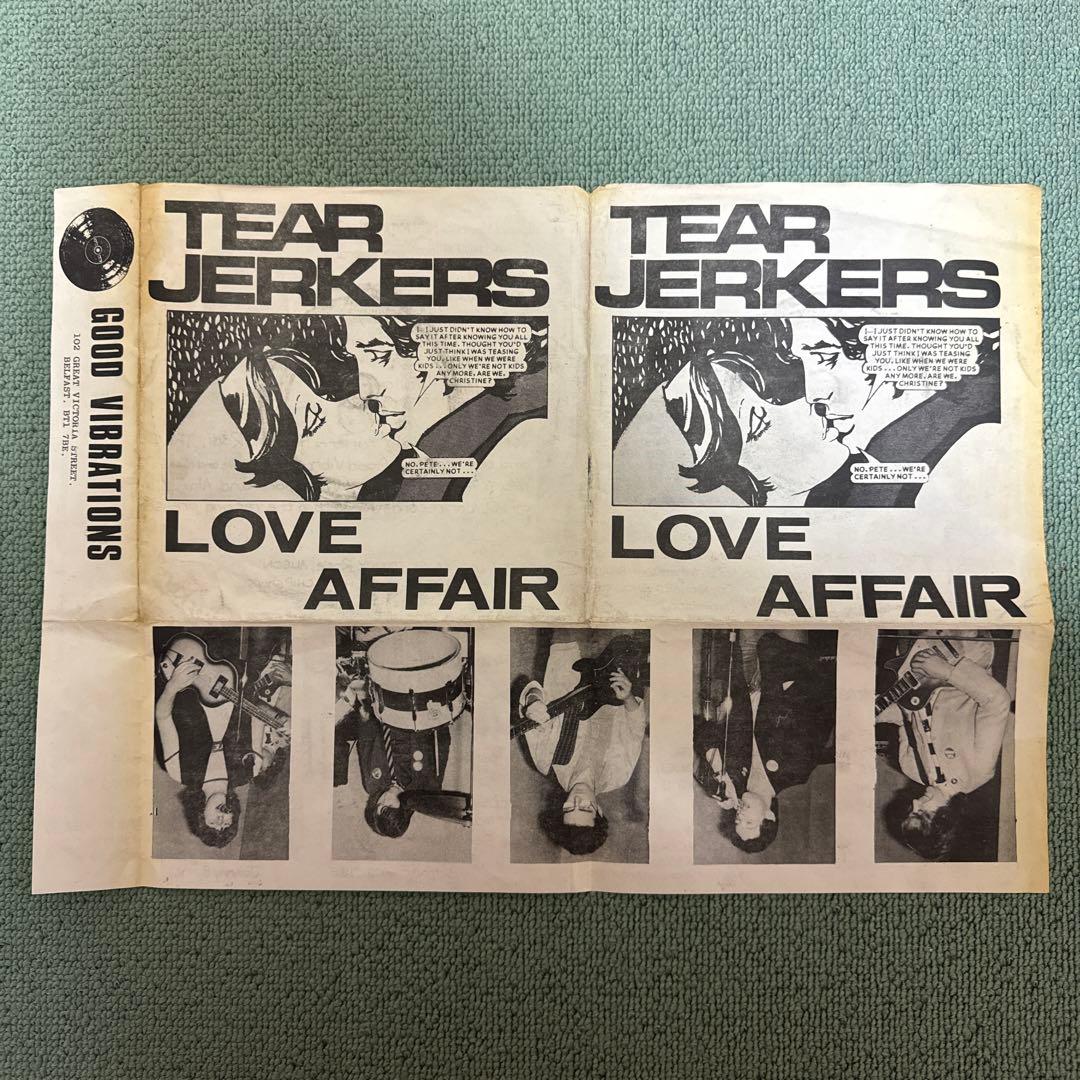 GOOD VIBRATIONS
102 GREAT VICTORIA STREET.
BELFAST. BT1 7BE.
TEAR
JERKERS
I...I JUST DIDN'T KNOW HOW TO
SAY IT AFTER KNOWING YOU ALL
THIS TIME. THOUGHT YOU'D
JUST THINK I WAS TEASING
YOU, LIKE WHEN WE WERE
KIDS... ONLY WE'RE NOT KIDS
ANY MORE, ARE WE,
CHRISTINE?
NO, PETE... WE'RE
CERTAINLY NOT...
LOVE
AFFAIR
TEAR
JERKERS
I...I JUST DIDN'T KNOW HOW TO
SAY IT AFTER KNOWING YOU ALL
THIS TIME. THOUGHT YOU'D
JUST THINK I WAS TEASING
YOU, LIKE WHEN WE WERE
KIDS... ONLY WE'RE NOT KIDS
ANY MORE, ARE WE,
CHRISTINE?
NO, PETE... WE'RE
CERTAINLY NOT...
LOVE
AFFAIR